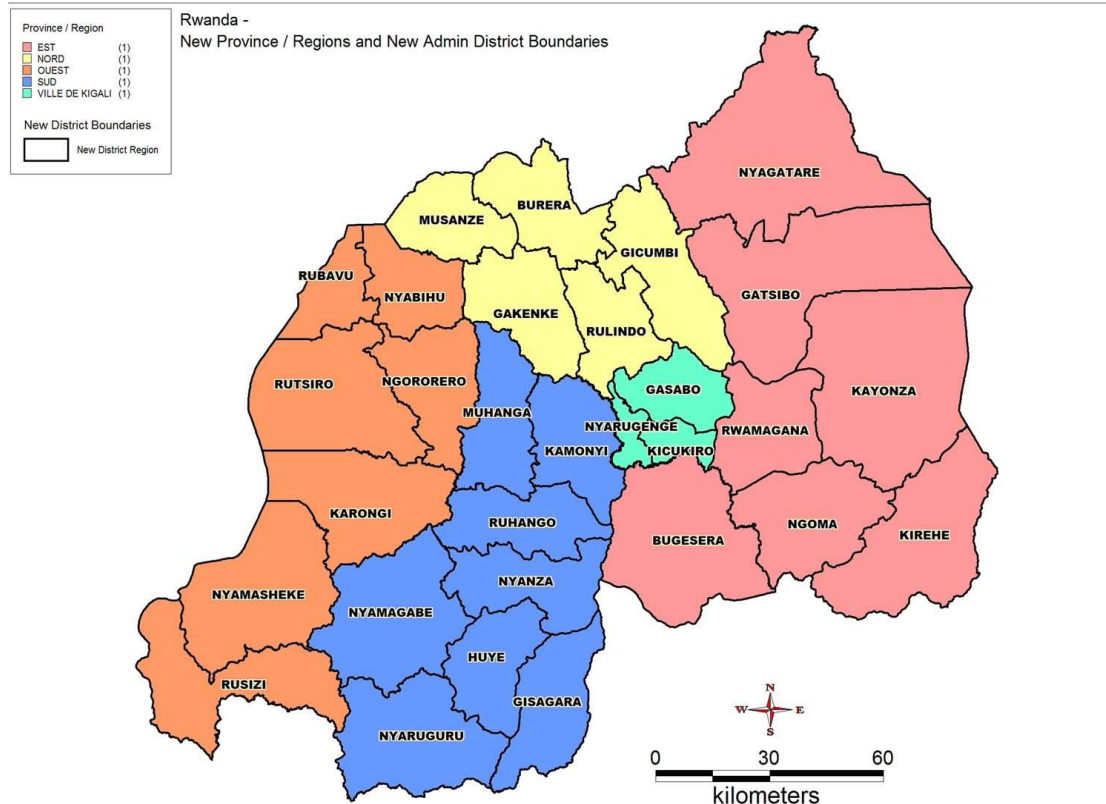 Rwanda -
New Province / Regions and New Admin District Boundaries
Province / Region
EST (1)
NORD (1)
OUEST (1)
SUD (1)
VILLE DE KIGALI (1)
New District Boundaries
New District Region
NYAGATARE
BURERA
MUSANZE
GICUMBI
RUBAVU
NYABIHU
GATSIBO
GAKENKE
RULINDO
RUTSIRO
NGORORERO
GASABO
KAYONZA
MUHANGA
NYARUGENGE
RWAMAGANA
KAMONYI
KICUKIRO
KARONGI
RUHANGO
NGOMA
BUGESERA
KIREHE
NYANZA
NYAMASHEKE
NYAMAGABE
HUYE
RUSIZI
GISAGARA
NYARUGURU
N
W E
S
0 30 60
kilometers